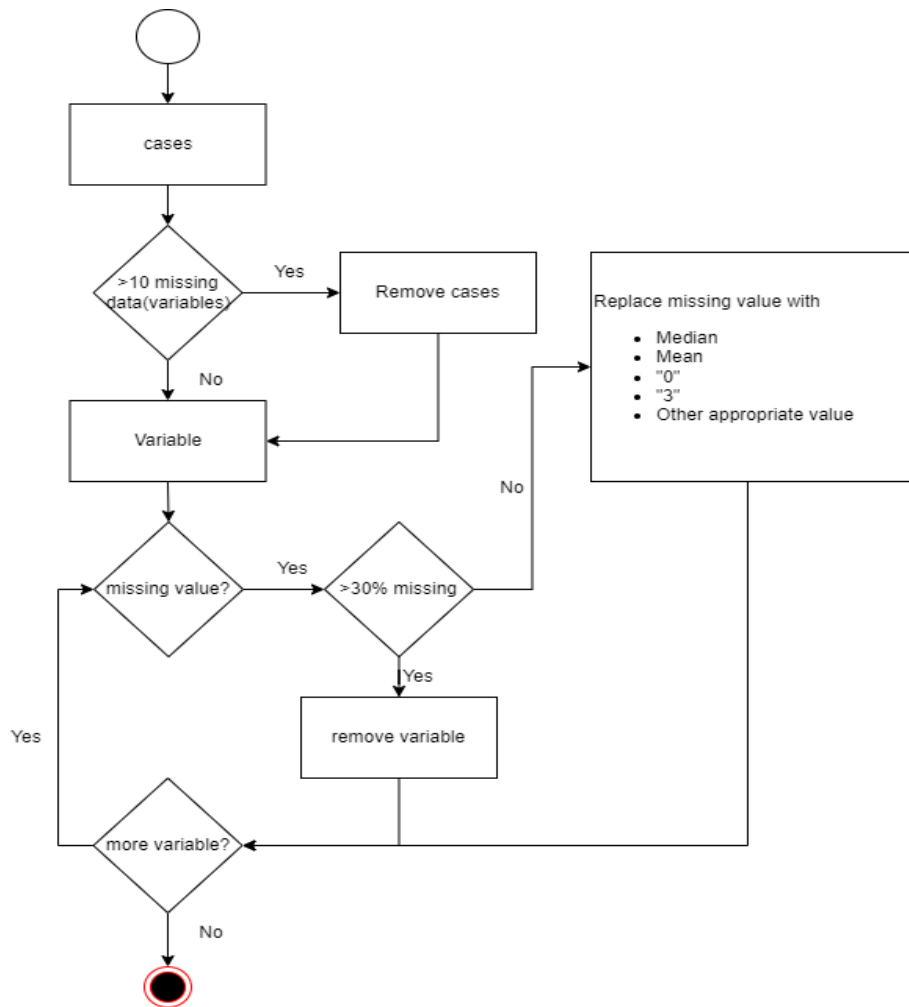 cases
>10 missing
data(variables)
Yes
Remove cases
No
Variable
Replace missing value with
Median
Mean
"0"
"3"
Other appropriate value
missing value?
Yes
>30% missing
No
Yes
remove variable
more variable?
Yes
No